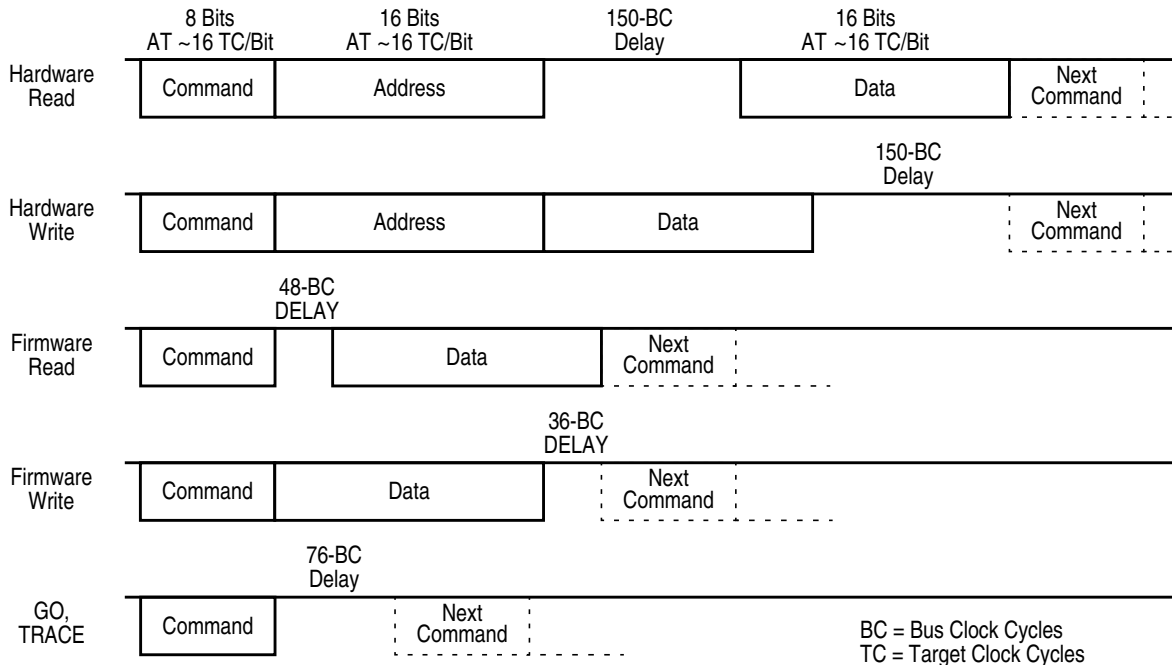 8 Bits
AT ~16 TC/Bit
16 Bits
AT ~16 TC/Bit
150-BC
Delay
16 Bits
AT ~16 TC/Bit
Hardware
Read
Command
Address
Data
Next
Command
150-BC
Delay
Hardware
Write
Command
Address
Data
Next
Command
48-BC
DELAY
Firmware
Read
Command
Data
Next
Command
36-BC
DELAY
Firmware
Write
Command
Data
Next
Command
76-BC
Delay
GO,
TRACE
Command
Next
Command
BC = Bus Clock Cycles
TC = Target Clock Cycles